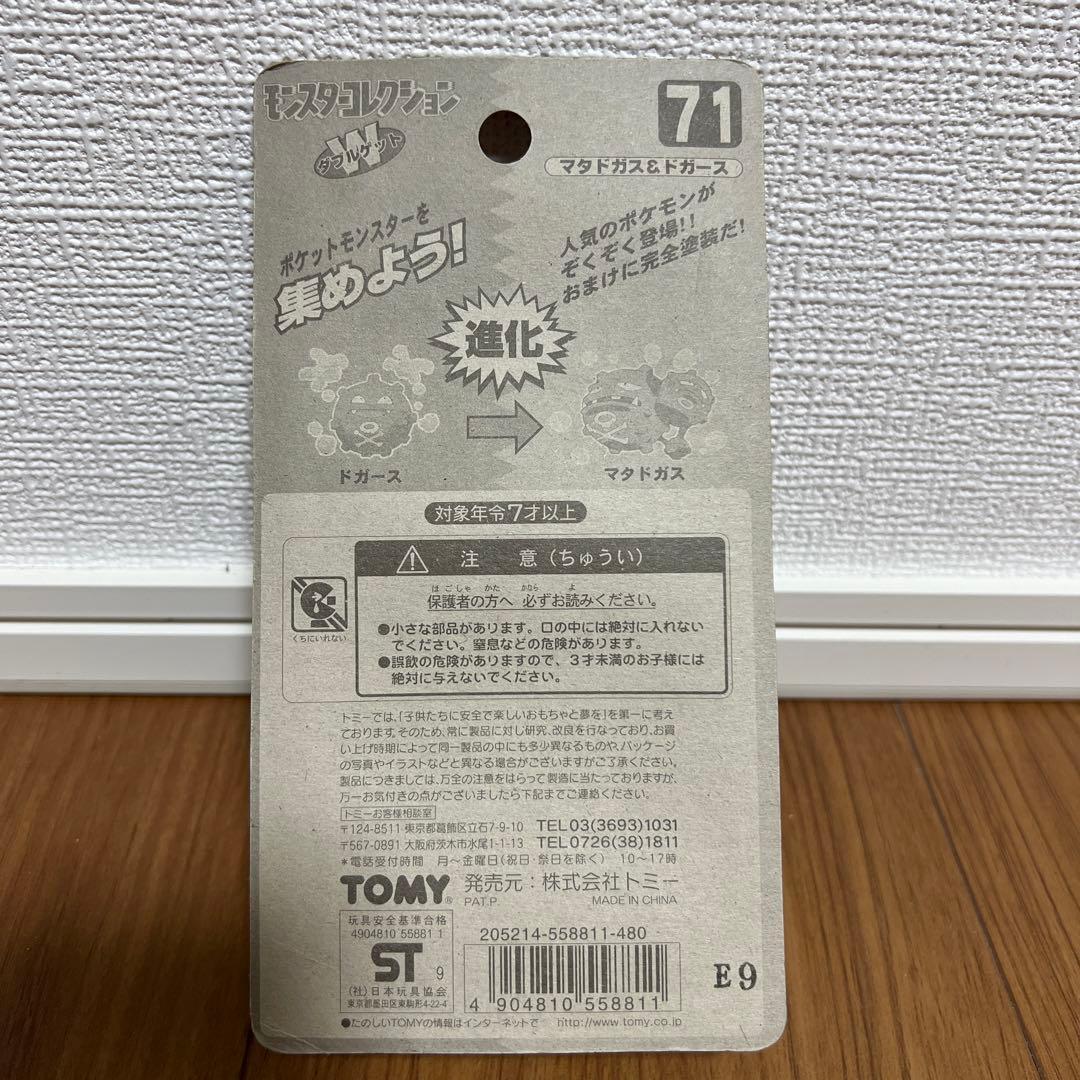 モンスターコレクション
W
ダブルゲット
71
マタドガス&ドガース
ポケットモンスターを
集めよう!
人気のポケモンが
ぞくぞく登場!!
おまけに完全塗装だ!
進化
ドガース
マタドガス
対象年令7才以上
くちにいれない
注 意(ちゅうい)
ほごしゃ かた かなら よ
保護者の方へ 必ずお読みください。
●小さな部品があります。口の中には絶対に入れない
でください。窒息などの危険があります。
●誤飲の危険がありますので、3才未満のお子様には
絶対に与えないでください。
トミーでは、「子供たちに安全で楽しいおもちゃと夢を」を第一に考え
ております。そのため、常に製品に対し研究、改良を行なっており、お買
い上げ時期によって同一製品の中にも多少異なるものや、パッケージ
の写真やイラストなどと異なる場合がございますがご了承ください。
製品につきましては、万全の注意をはらって製造に当たっておりますが、
万一お気付きの点がございましたら下記までご連絡ください。
トミーお客様相談室
〒124-8511 東京都葛飾区立石7-9-10 TEL03(3693)1031
〒567-0891 大阪府茨木市水尾1-1-13 TEL0726(38)1811
*電話受付時間 月〜金曜日(祝日・祭日を除く) 10〜17時
TOMY® 発売元:株式会社トミー
PAT.P. MADE IN CHINA
玩具安全基準合格
4904810 55881 1
ST 9
(社)日本玩具協会
東京都墨田区東駒形4-22-4
205214-558811-480
4 904810 558811
E9
●たのしいTOMYの情報はインターネットで http://www.tomy.co.jp